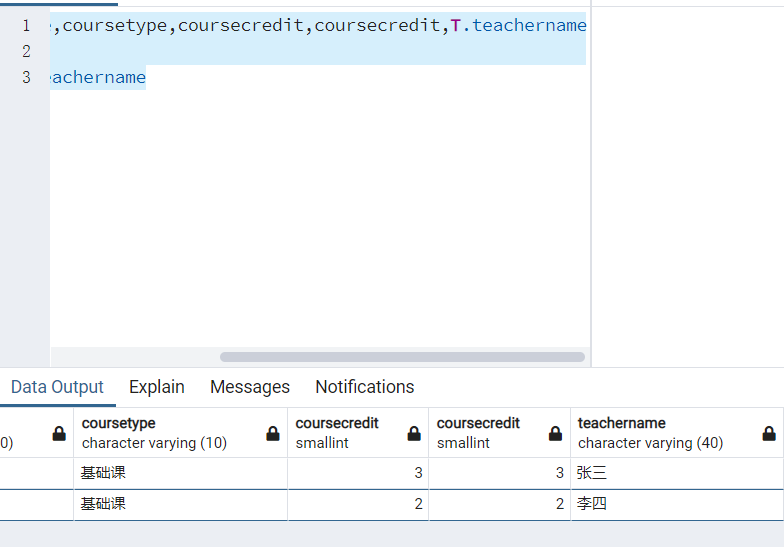 1 ,coursetype,coursecredit,coursecredit,T.teachername
2
3 eachername
Data Output Explain Messages Notifications
coursetype coursecredit coursecredit teachername
0) character varying (10) smallint smallint character varying (40)
基础课 3 3 张三
基础课 2 2 李四